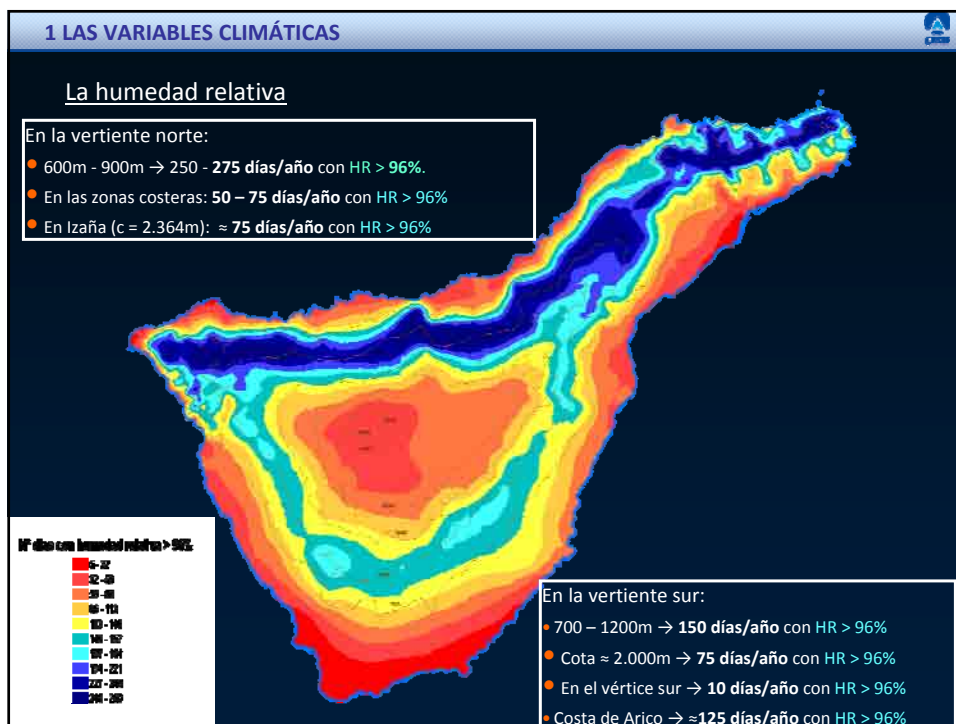 1 LAS VARIABLES CLIMÁTICAS
La humedad relativa
En la vertiente norte:
• 600m - 900m → 250 - 275 días/año con HR > 96%.
• En las zonas costeras: 50 – 75 días/año con HR > 96%
• En Izaña (c = 2.364m): ≈ 75 días/año con HR > 96%
En la vertiente sur:
• 700 – 1200m → 150 días/año con HR > 96%
• Cota ≈ 2.000m → 75 días/año con HR > 96%
• En el vértice sur → 10 días/año con HR > 96%
• Costa de Arico → ≈125 días/año con HR > 96%